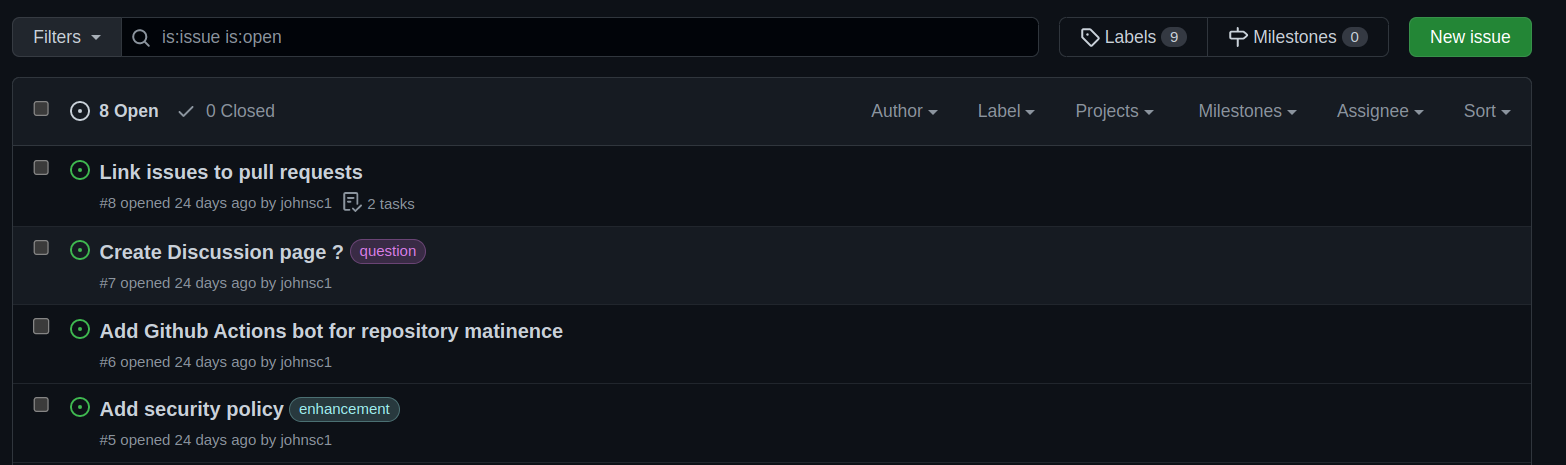 Filters is:issue is:open Labels 9 Milestones 0 New issue
8 Open 0 Closed Author Label Projects Milestones Assignee Sort
Link issues to pull requests
#8 opened 24 days ago by johnsc1 2 tasks
Create Discussion page ? question
#7 opened 24 days ago by johnsc1
Add Github Actions bot for repository matinence
#6 opened 24 days ago by johnsc1
Add security policy enhancement
#5 opened 24 days ago by johnsc1